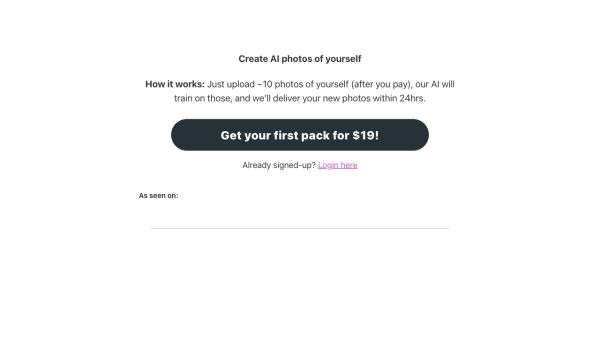 Create AI photos of yourself
How it works: Just upload ~10 photos of yourself (after you pay), our AI will
train on those, and we'll deliver your new photos within 24hrs.
Get your first pack for $19!
Already signed-up? Login here
As seen on: